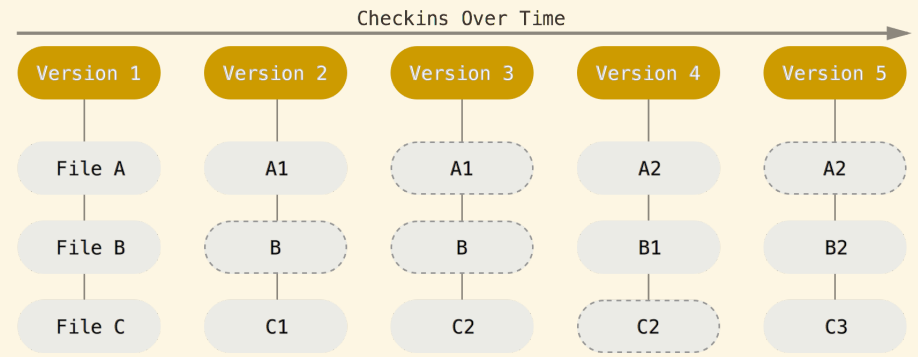 Checkins Over Time
Version 1 Version 2 Version 3 Version 4 Version 5
File A A1 A1 A2 A2
File B B B B1 B2
File C C1 C2 C2 C3